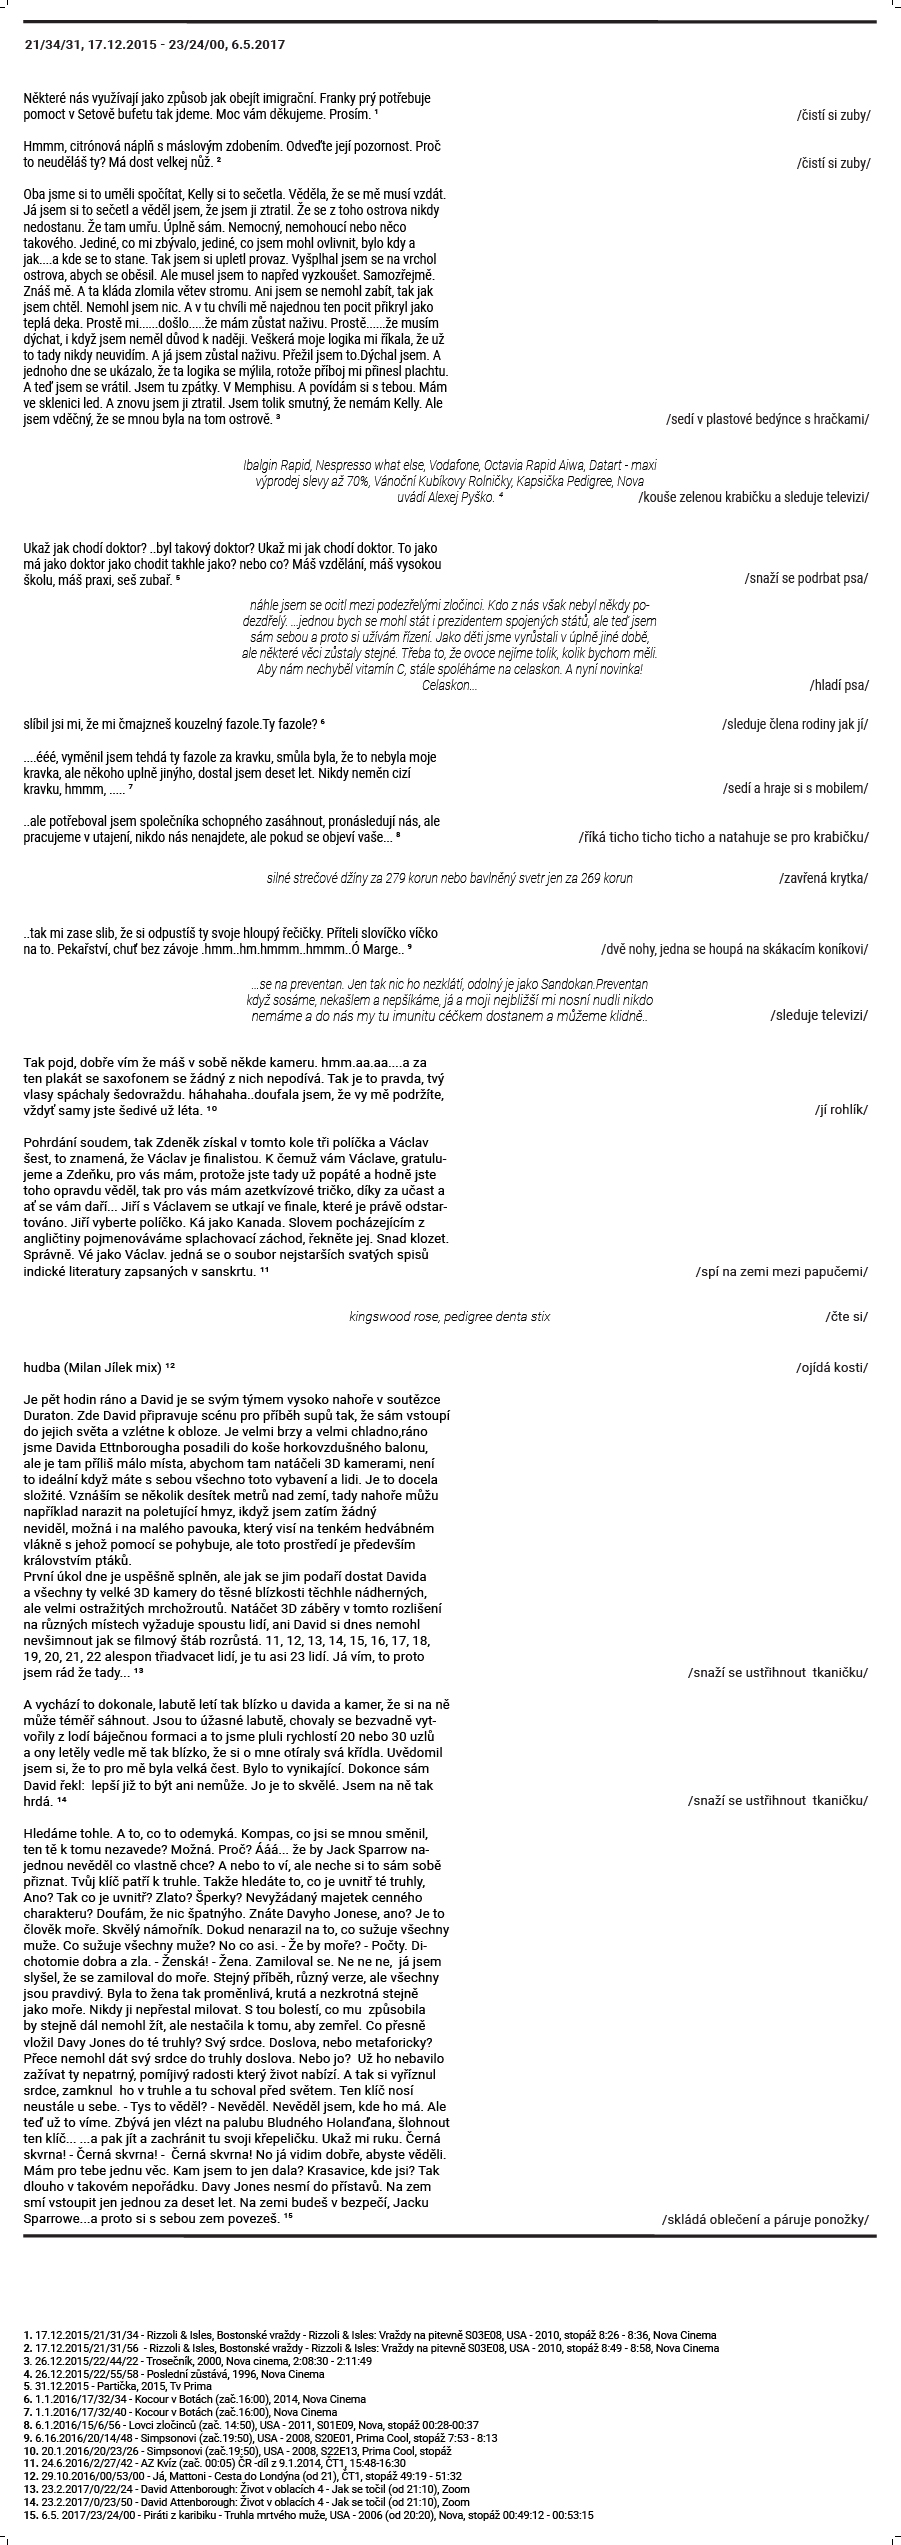 21/34/31, 17.12.2015 - 23/24/00, 6.5.2017
Některé nás využívají jako způsob jak obejít imigrační. Franky prý potřebuje
pomoct v Setově bufetu tak jdeme. Moc vám děkujeme. Prosím. ¹
/čistí si zuby/
Hmmm, citrónová náplň s máslovým zdobením. Odveďte její pozornost. Proč
to neuděláš ty? Má dost velkej nůž. ²
/čistí si zuby/
Oba jsme si to uměli spočítat, Kelly si to sečetla. Věděla, že se mě musí vzdát.
Já jsem si to sečetl a věděl jsem, že jsem ji ztratil. Že se z toho ostrova nikdy
nedostanu. Že tam umřu. Úplně sám. Nemocný, nemohoucí nebo něco
takového. Jediné, co mi zbývalo, jediné, co jsem mohl ovlivnit, bylo kdy a
jak....a kde se to stane. Tak jsem si upletl provaz. Vyšplhal jsem se na vrchol
ostrova, abych se oběsil. Ale musel jsem to napřed vyzkoušet. Samozřejmě.
Znáš mě. A ta kláda zlomila větev stromu. Ani jsem se nemohl zabít, tak jak
jsem chtěl. Nemohl jsem nic. A v tu chvíli mě najednou ten pocit přikryl jako
teplá deka. Prostě mi......došlo.....že mám zůstat naživu. Prostě......že musím
dýchat, i když jsem neměl důvod k naději. Veškerá moje logika mi říkala, že už
to tady nikdy neuvidím. A já jsem zůstal naživu. Přežil jsem to.Dýchal jsem. A
jednoho dne se ukázalo, že ta logika se mýlila, rotože příboj mi přinesl plachtu.
A teď jsem se vrátil. Jsem tu zpátky. V Memphisu. A povídám si s tebou. Mám
ve sklenici led. A znovu jsem ji ztratil. Jsem tolik smutný, že nemám Kelly. Ale
jsem vděčný, že se mnou byla na tom ostrově. ³
/sedí v plastové bedýnce s hračkami/
Ibalgin Rapid, Nespresso what else, Vodafone, Octavia Rapid Aiwa, Datart - maxi
výprodej slevy až 70%, Vánoční Kubíkovy Rolničky, Kapsička Pedigree, Nova
uvádí Alexej Pyško. ⁴
/kouše zelenou krabičku a sleduje televizi/
Ukaž jak chodí doktor? ..byl takový doktor? Ukaž mi jak chodí doktor. To jako
má jako doktor jako chodit takhle jako? nebo co? Máš vzdělání, máš vysokou
školu, máš praxi, seš zubař. ⁵
/snaží se podrbat psa/
náhle jsem se ocitl mezi podezřelými zločinci. Kdo z nás však nebyl někdy po-
dezdřelý. ...jednou bych se mohl stát i prezidentem spojených států, ale teď jsem
sám sebou a proto si užívám řízení. Jako děti jsme vyrůstali v úplně jiné době,
ale některé věci zůstaly stejné. Třeba to, že ovoce nejíme tolik, kolik bychom měli.
Aby nám nechyběl vitamín C, stále spoléháme na celaskon. A nyní novinka!
Celaskon...
/hladí psa/
slíbil jsi mi, že mi čmajzneš kouzelný fazole.Ty fazole? ⁶
/sleduje člena rodiny jak jí/
....ééé, vyměnil jsem tehdá ty fazole za kravku, smůla byla, že to nebyla moje
kravka, ale někoho uplně jinýho, dostal jsem deset let. Nikdy neměn cizí
kravku, hmmm, ..... ⁷
/sedí a hraje si s mobilem/
..ale potřeboval jsem společníka schopného zasáhnout, pronásledují nás, ale
pracujeme v utajení, nikdo nás nenajdete, ale pokud se objeví vaše... ⁸
/říká ticho ticho ticho a natahuje se pro krabičku/
silné strečové džíny za 279 korun nebo bavlněný svetr jen za 269 korun
/zavřená krytka/
..tak mi zase slib, že si odpustíš ty svoje hloupý řečičky. Příteli slovíčko víčko
na to. Pekařství, chuť bez závoje .hmm..hm.hmmm..hmmm..Ó Marge.. ⁹
/dvě nohy, jedna se houpá na skákacím koníkovi/
...se na preventan. Jen tak nic ho nezklátí, odolný je jako Sandokan.Preventan
když sosáme, nekašlem a nepšíkáme, já a moji nejbližší mi nosní nudli nikdo
nemáme a do nás my tu imunitu céčkem dostanem a můžeme klidně..
/sleduje televizi/
Tak pojd, dobře vím že máš v sobě někde kameru. hmm.aa.aa....a za
ten plakát se saxofonem se žádný z nich nepodívá. Tak je to pravda, tvý
vlasy spáchaly šedovraždu. háhahaha..doufala jsem, že vy mě podržíte,
vždyť samy jste šedivé už léta. ¹⁰
/jí rohlík/
Pohrdání soudem, tak Zdeněk získal v tomto kole tři políčka a Václav
šest, to znamená, že Václav je finalistou. K čemuž vám Václave, gratulu-
jeme a Zdeňku, pro vás mám, protože jste tady už popáté a hodně jste
toho opravdu věděl, tak pro vás mám azetkvízové tričko, díky za učast a
ať se vám daří... Jiří s Václavem se utkají ve finale, které je právě odstar-
továno. Jiří vyberte políčko. Ká jako Kanada. Slovem pocházejícím z
angličtiny pojmenováváme splachovací záchod, řekněte jej. Snad klozet.
Správně. Vé jako Václav. jedná se o soubor nejstarších svatých spisů
indické literatury zapsaných v sanskrtu. ¹¹
/spí na zemi mezi papučemi/
kingswood rose, pedigree denta stix
/čte si/
hudba (Milan Jílek mix) ¹²
/ojídá kosti/
Je pět hodin ráno a David je se svým týmem vysoko nahoře v soutězce
Duraton. Zde David připravuje scénu pro příběh supů tak, že sám vstoupí
do jejich světa a vzlétne k obloze. Je velmi brzy a velmi chladno,ráno
jsme Davida Ettnborougha posadili do koše horkovzdušného balonu,
ale je tam příliš málo místa, abychom tam natáčeli 3D kamerami, není
to ideální když máte s sebou všechno toto vybavení a lidi. Je to docela
složité. Vznáším se několik desítek metrů nad zemí, tady nahoře můžu
například narazit na poletující hmyz, ikdyž jsem zatím žádný
neviděl, možná i na malého pavouka, který visí na tenkém hedvábném
vlákně s jehož pomocí se pohybuje, ale toto prostředí je především
královstvím ptáků.
První úkol dne je uspěšně splněn, ale jak se jim podaří dostat Davida
a všechny ty velké 3D kamery do těsné blízkosti těchhle nádherných,
ale velmi ostražitých mrchožroutů. Natáčet 3D záběry v tomto rozlišení
na různých místech vyžaduje spoustu lidí, ani David si dnes nemohl
nevšimnout jak se filmový štáb rozrůstá. 11, 12, 13, 14, 15, 16, 17, 18,
19, 20, 21, 22 alespon třiadvacet lidí, je tu asi 23 lidí. Já vím, to proto
jsem rád že tady... ¹³
/snaží se ustřihnout  tkaničku/
A vychází to dokonale, labutě letí tak blízko u davida a kamer, že si na ně
může téměř sáhnout. Jsou to úžasné labutě, chovaly se bezvadně vyt-
vořily z lodí báječnou formaci a to jsme pluli rychlostí 20 nebo 30 uzlů
a ony letěly vedle mě tak blízko, že si o mne otíraly svá křídla. Uvědomil
jsem si, že to pro mě byla velká čest. Bylo to vynikající. Dokonce sám
David řekl:  lepší již to být ani nemůže. Jo je to skvělé. Jsem na ně tak
hrdá. ¹⁴
/snaží se ustřihnout  tkaničku/
Hledáme tohle. A to, co to odemyká. Kompas, co jsi se mnou směnil,
ten tě k tomu nezavede? Možná. Proč? Ááá... že by Jack Sparrow na-
jednou nevěděl co vlastně chce? A nebo to ví, ale neche si to sám sobě
přiznat. Tvůj klíč patří k truhle. Takže hledáte to, co je uvnitř té truhly,
Ano? Tak co je uvnitř? Zlato? Šperky? Nevyžádaný majetek cenného
charakteru? Doufám, že nic špatnýho. Znáte Davyho Jonese, ano? Je to
člověk moře. Skvělý námořník. Dokud nenarazil na to, co sužuje všechny
muže. Co sužuje všechny muže? No co asi. - Že by moře? - Počty. Di-
chotomie dobra a zla. - Ženská! - Žena. Zamiloval se. Ne ne ne,  já jsem
slyšel, že se zamiloval do moře. Stejný příběh, různý verze, ale všechny
jsou pravdivý. Byla to žena tak proměnlivá, krutá a nezkrotná stejně
jako moře. Nikdy ji nepřestal milovat. S tou bolestí, co mu  způsobila
by stejně dál nemohl žít, ale nestačila k tomu, aby zemřel. Co přesně
vložil Davy Jones do té truhly? Svý srdce. Doslova, nebo metaforicky?
Přece nemohl dát svý srdce do truhly doslova. Nebo jo?  Už ho nebavilo
zažívat ty nepatrný, pomíjivý radosti který život nabízí. A tak si vyříznul
srdce, zamknul  ho v truhle a tu schoval před světem. Ten klíč nosí
neustále u sebe. - Tys to věděl? - Nevěděl. Nevěděl jsem, kde ho má. Ale
teď už to víme. Zbývá jen vlézt na palubu Bludného Holanďana, šlohnout
ten klíč... ...a pak jít a zachránit tu svoji křepeličku. Ukaž mi ruku. Černá
skvrna! - Černá skvrna! -  Černá skvrna! No já vidim dobře, abyste věděli.
Mám pro tebe jednu věc. Kam jsem to jen dala? Krasavice, kde jsi? Tak
dlouho v takovém nepořádku. Davy Jones nesmí do přístavů. Na zem
smí vstoupit jen jednou za deset let. Na zemi budeš v bezpečí, Jacku
Sparrowe...a proto si s sebou zem povezeš. ¹⁵
/skládá oblečení a páruje ponožky/
1. 17.12.2015/21/31/34 - Rizzoli & Isles, Bostonské vraždy - Rizzoli & Isles: Vraždy na pitevně S03E08, USA - 2010, stopáž 8:26 - 8:36, Nova Cinema
2. 17.12.2015/21/31/56  - Rizzoli & Isles, Bostonské vraždy - Rizzoli & Isles: Vraždy na pitevně S03E08, USA - 2010, stopáž 8:49 - 8:58, Nova Cinema
3. 26.12.2015/22/44/22 - Trosečník, 2000, Nova cinema, 2:08:30 - 2:11:49
4. 26.12.2015/22/55/58 - Poslední zůstává, 1996, Nova Cinema
5. 31.12.2015 - Partička, 2015, Tv Prima
6. 1.1.2016/17/32/34 - Kocour v Botách (zač.16:00), 2014, Nova Cinema
7. 1.1.2016/17/32/40 - Kocour v Botách (zač.16:00), Nova Cinema
8. 6.1.2016/15/6/56 - Lovci zločinců (zač. 14:50), USA - 2011, S01E09, Nova, stopáž 00:28-00:37
9. 6.16.2016/20/14/48 - Simpsonovi (zač.19:50), USA - 2008, S20E01, Prima Cool, stopáž 7:53 - 8:13
10. 20.1.2016/20/23/26 - Simpsonovi (zač.19:50), USA - 2008, S22E13, Prima Cool, stopáž
11. 24.6.2016/2/27/42 - AZ Kvíz (zač. 00:05) ČR -díl z 9.1.2014, ČT1, 15:48-16:30
12. 29.10.2016/00/53/00 - Já, Mattoni - Cesta do Londýna (od 21), ČT1, stopáž 49:19 - 51:32
13. 23.2.2017/0/22/24 - David Attenborough: Život v oblacích 4 - Jak se točil (od 21:10), Zoom
14. 23.2.2017/0/23/50 - David Attenborough: Život v oblacích 4 - Jak se točil (od 21:10), Zoom
15. 6.5. 2017/23/24/00 - Piráti z karibiku - Truhla mrtvého muže, USA - 2006 (od 20:20), Nova, stopáž 00:49:12 - 00:53:15